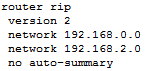 router rip
version 2
network 192.168.0.0
network 192.168.2.0
no auto-summary